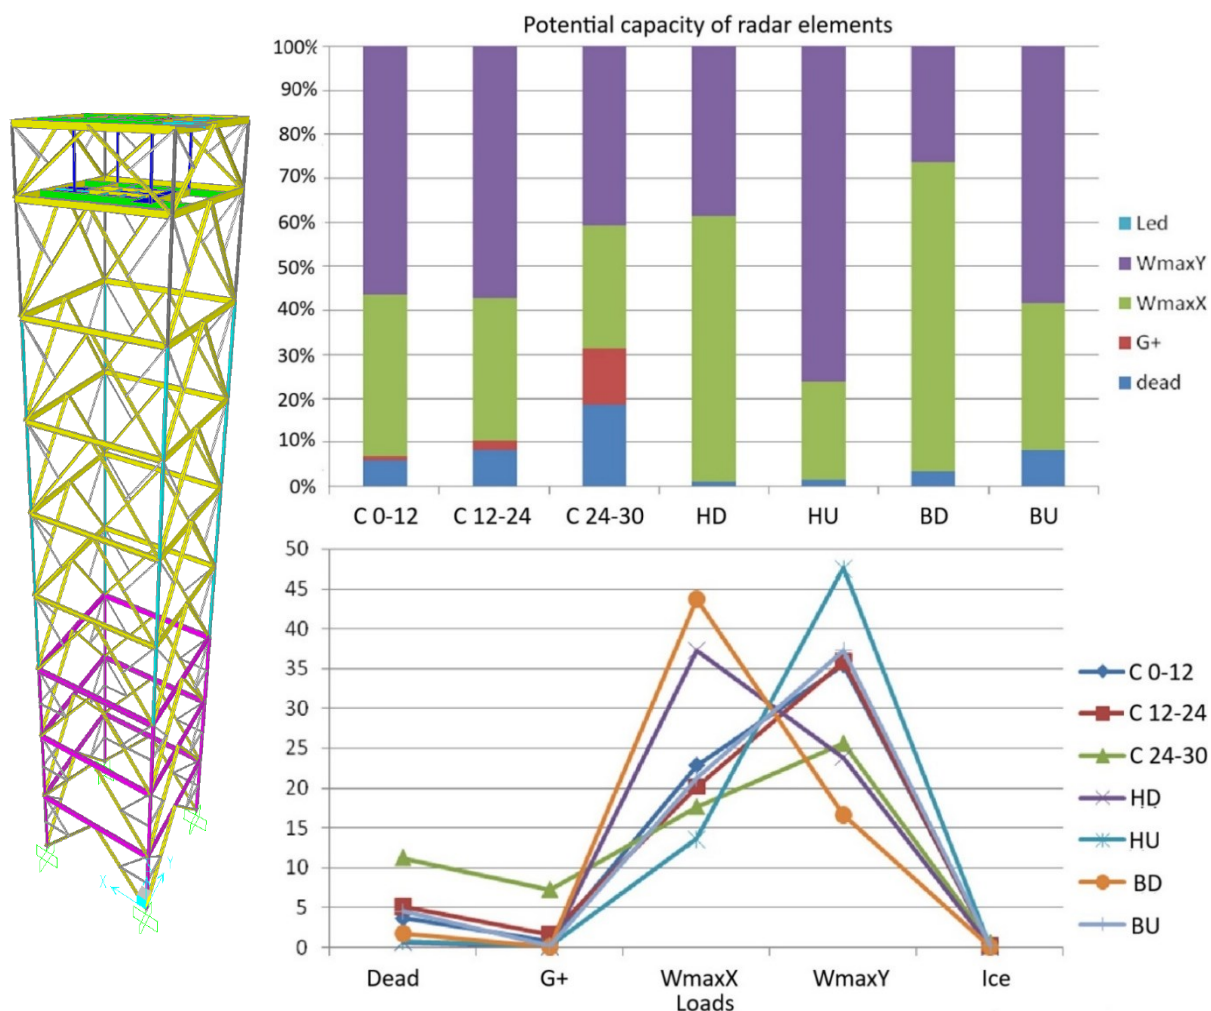 Potential capacity of radar elements
100%
90%
80%
70%
60%
50%
40%
30%
20%
10%
0%
C 0-12 C 12-24 C 24-30 HD HU BD BU
Led
WmaxY
WmaxX
G+
dead
50
45
40
35
30
25
20
15
10
5
0
Dead G+ WmaxX WmaxY Ice
Loads
C 0-12
C 12-24
C 24-30
HD
HU
BD
BU
X
Y